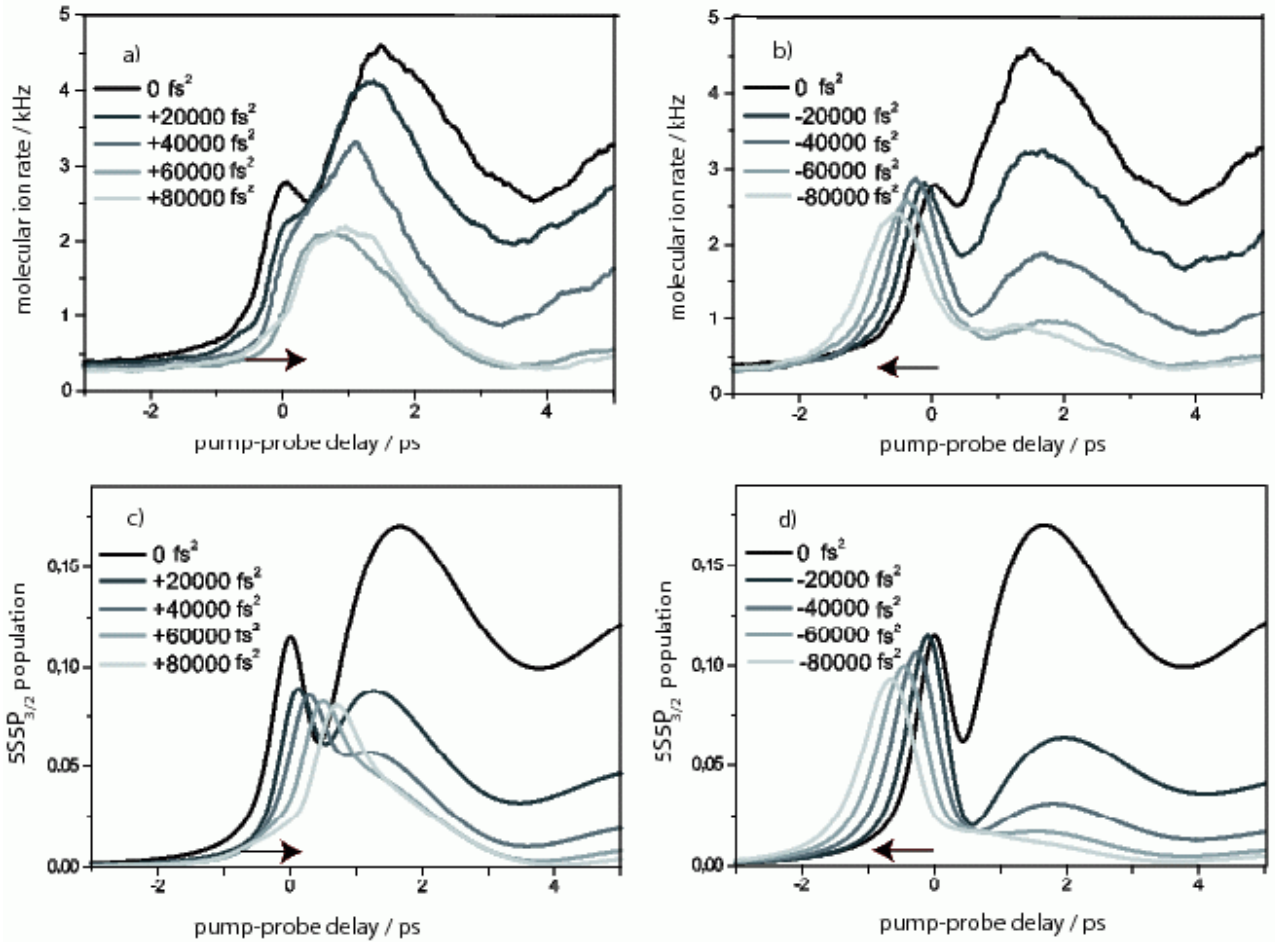 a)
0 fs²
+20000 fs²
+40000 fs²
+60000 fs²
+80000 fs²
5
4
3
2
1
0
-2
0
2
4
molecular ion rate / kHz
pump-probe delay / ps
b)
0 fs²
-20000 fs²
-40000 fs²
-60000 fs²
-80000 fs²
5
4
3
2
1
0
-2
0
2
4
molecular ion rate / kHz
pump-probe delay / ps
c)
0 fs²
+20000 fs²
+40000 fs²
+60000 fs²
+80000 fs²
0,15
0,10
0.05
0.00
-2
0
2
4
5S5P3/2 population
pump-probe delay / ps
d)
0 fs²
-20000 fs²
-40000 fs²
-60000 fs²
-80000 fs²
0,15
0,10
0,05
0,00
-2
0
2
4
5S5P3/2 population
pump-probe delay / ps